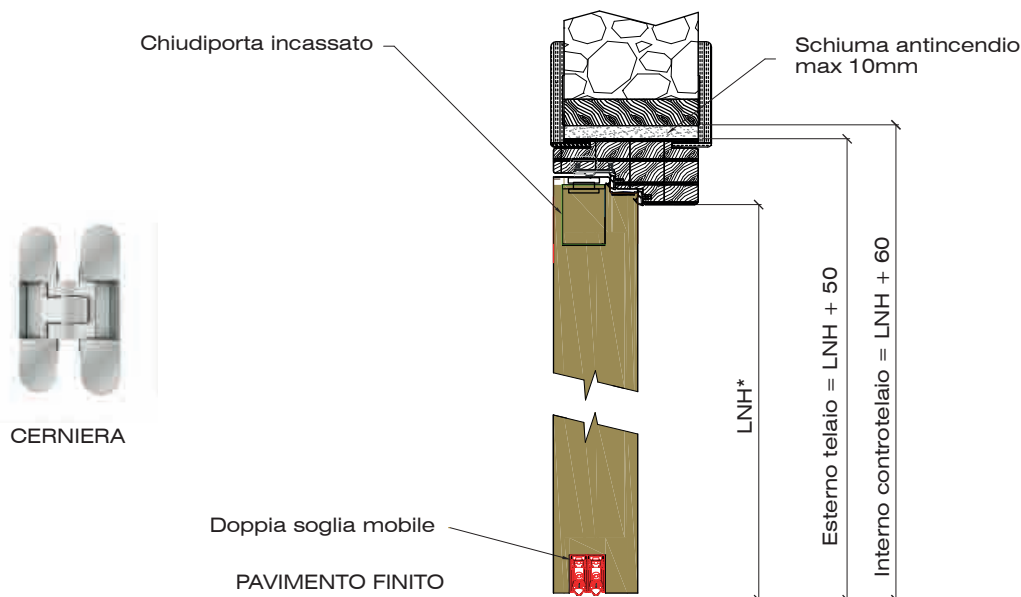 Chiudiporta incassato
Schiuma antincendio
max 10mm
CERNIERA
LNH*
Esterno telaio = LNH + 50
Interno controtelaio = LNH + 60
Doppia soglia mobile
PAVIMENTO FINITO